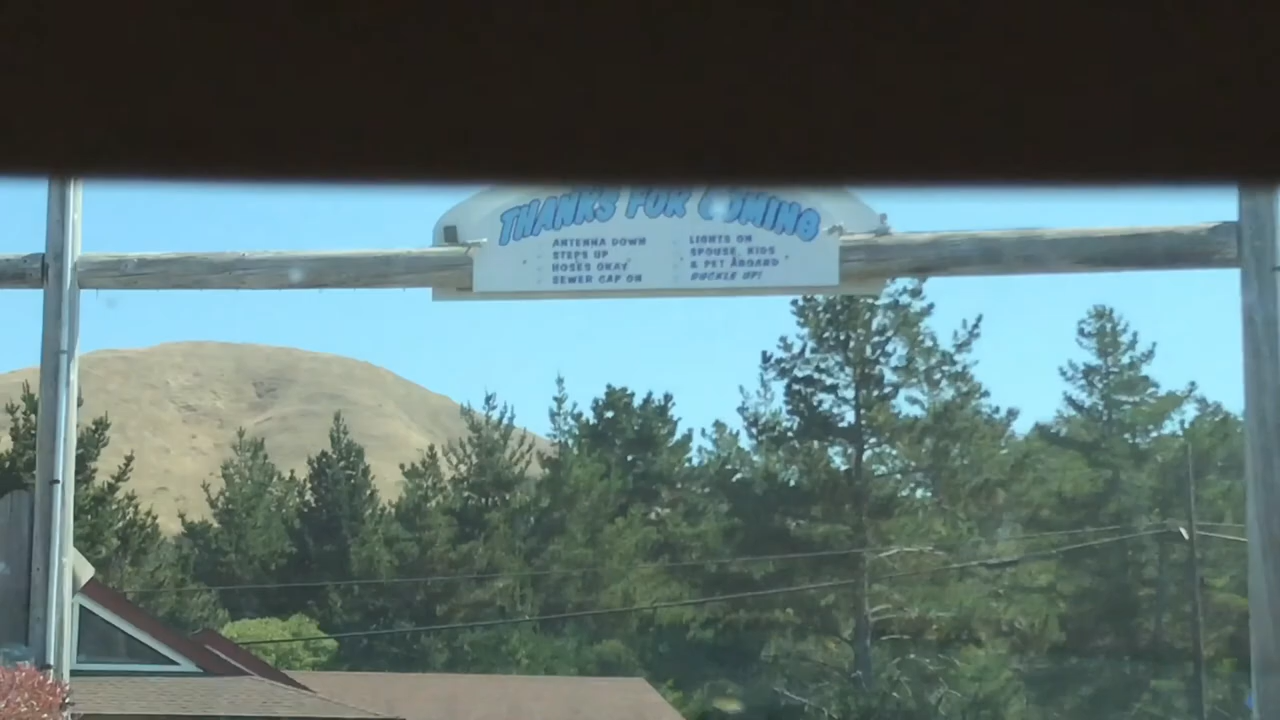 THANKS FOR COMING
ANTENNA DOWN
STEPS UP
HOSES OKAY
SEWER CAP ON
LIGHTS ON
SPOUSE, KIDS
& PET ABOARD
BUCKLE UP!